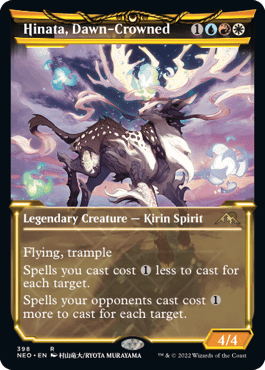 Hinata, Dawn-Crowned 1
Legendary Creature — Kirin Spirit
Flying, trample
Spells you cast cost 1 less to cast for
each target.
Spells your opponents cast cost 1
more to cast for each target.
4/4
398 R
NEO • EN 村山竜大/RYOTA MURAYAMA ™ & © 2022 Wizards of the Coast